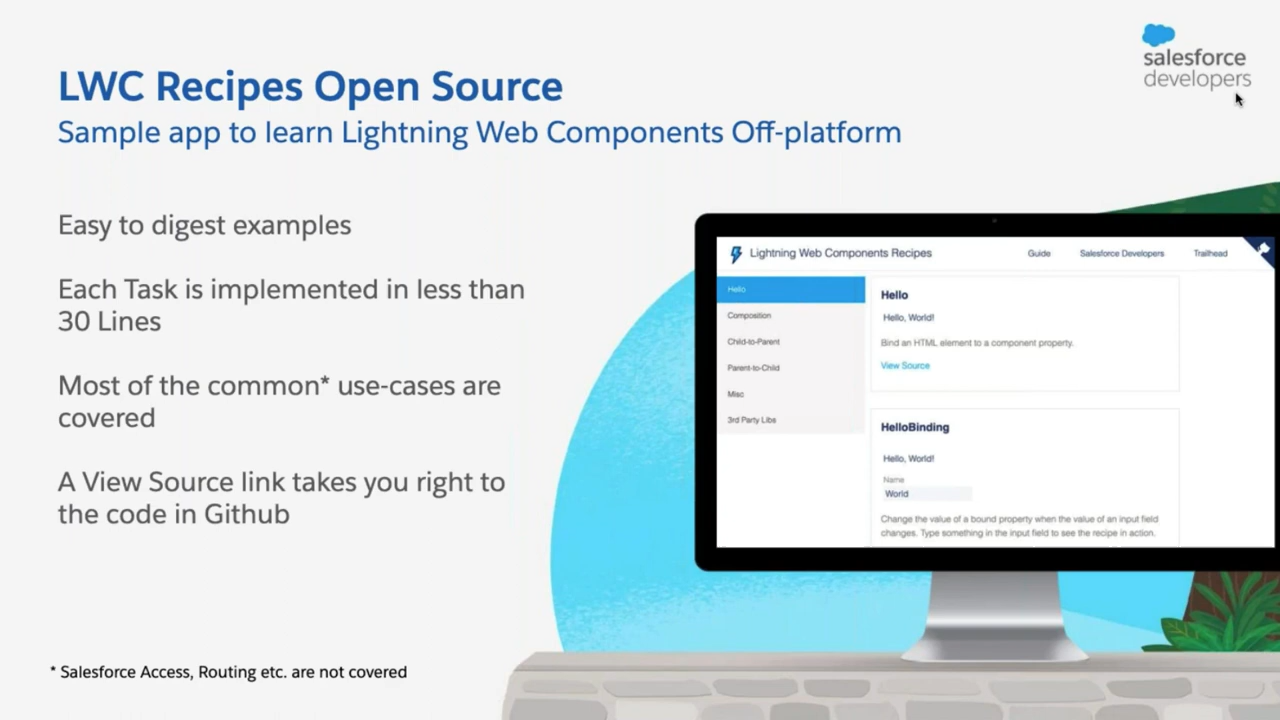 salesforce
developers
LWC Recipes Open Source
Sample app to learn Lightning Web Components Off-platform
Easy to digest examples
Each Task is implemented in less than
30 Lines
Most of the common* use-cases are
covered
A View Source link takes you right to
the code in Github
* Salesforce Access, Routing etc. are not covered
Lightning Web Components Recipes
Guide
Salesforce Developers
Trailhead
Hello
Composition
Child-to-Parent
Parent-to-Child
Misc
3rd Party Libs
Hello
Hello, World!
Bind an HTML element to a component property.
View Source
HelloBinding
Hello, World!
Name
World
Change the value of a bound property when the value of an input field
changes. Type something in the input field to see the recipe in action.